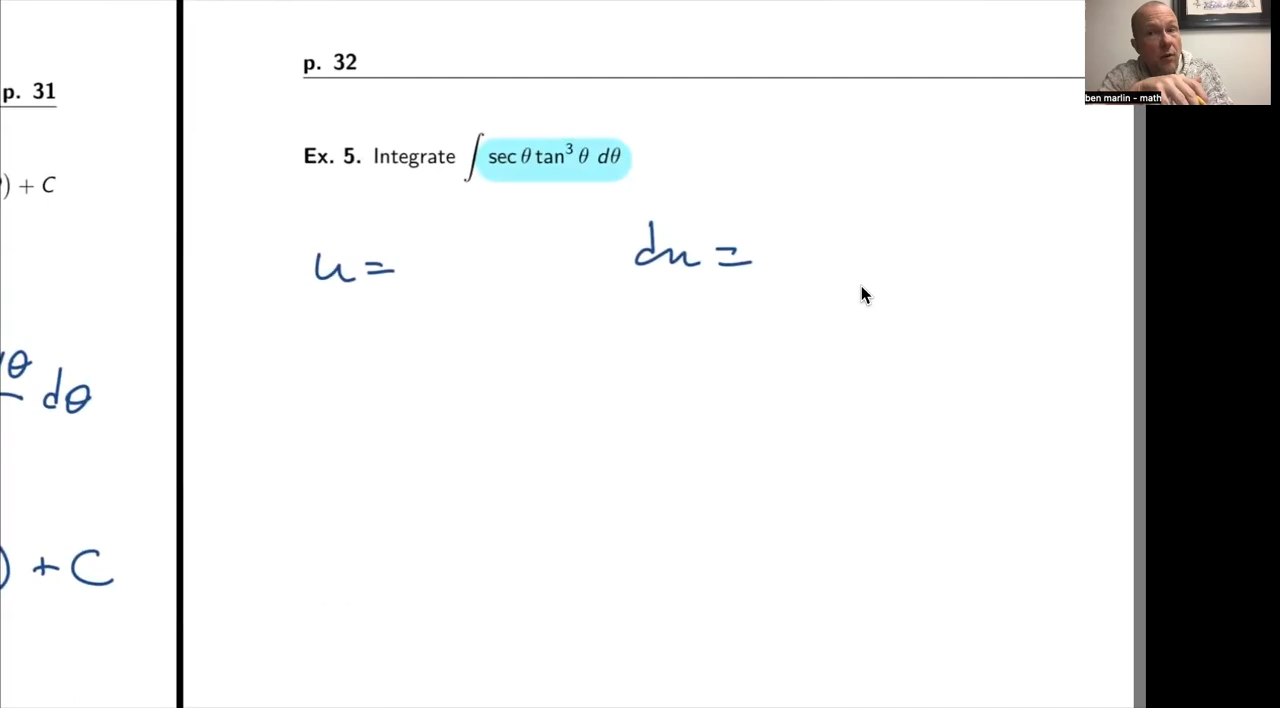 p. 31
) + C
θ
dθ
) + C
p. 32
Ex. 5. Integrate ∫ sec θ tan³ θ dθ
u =
du =
ben marlin - math